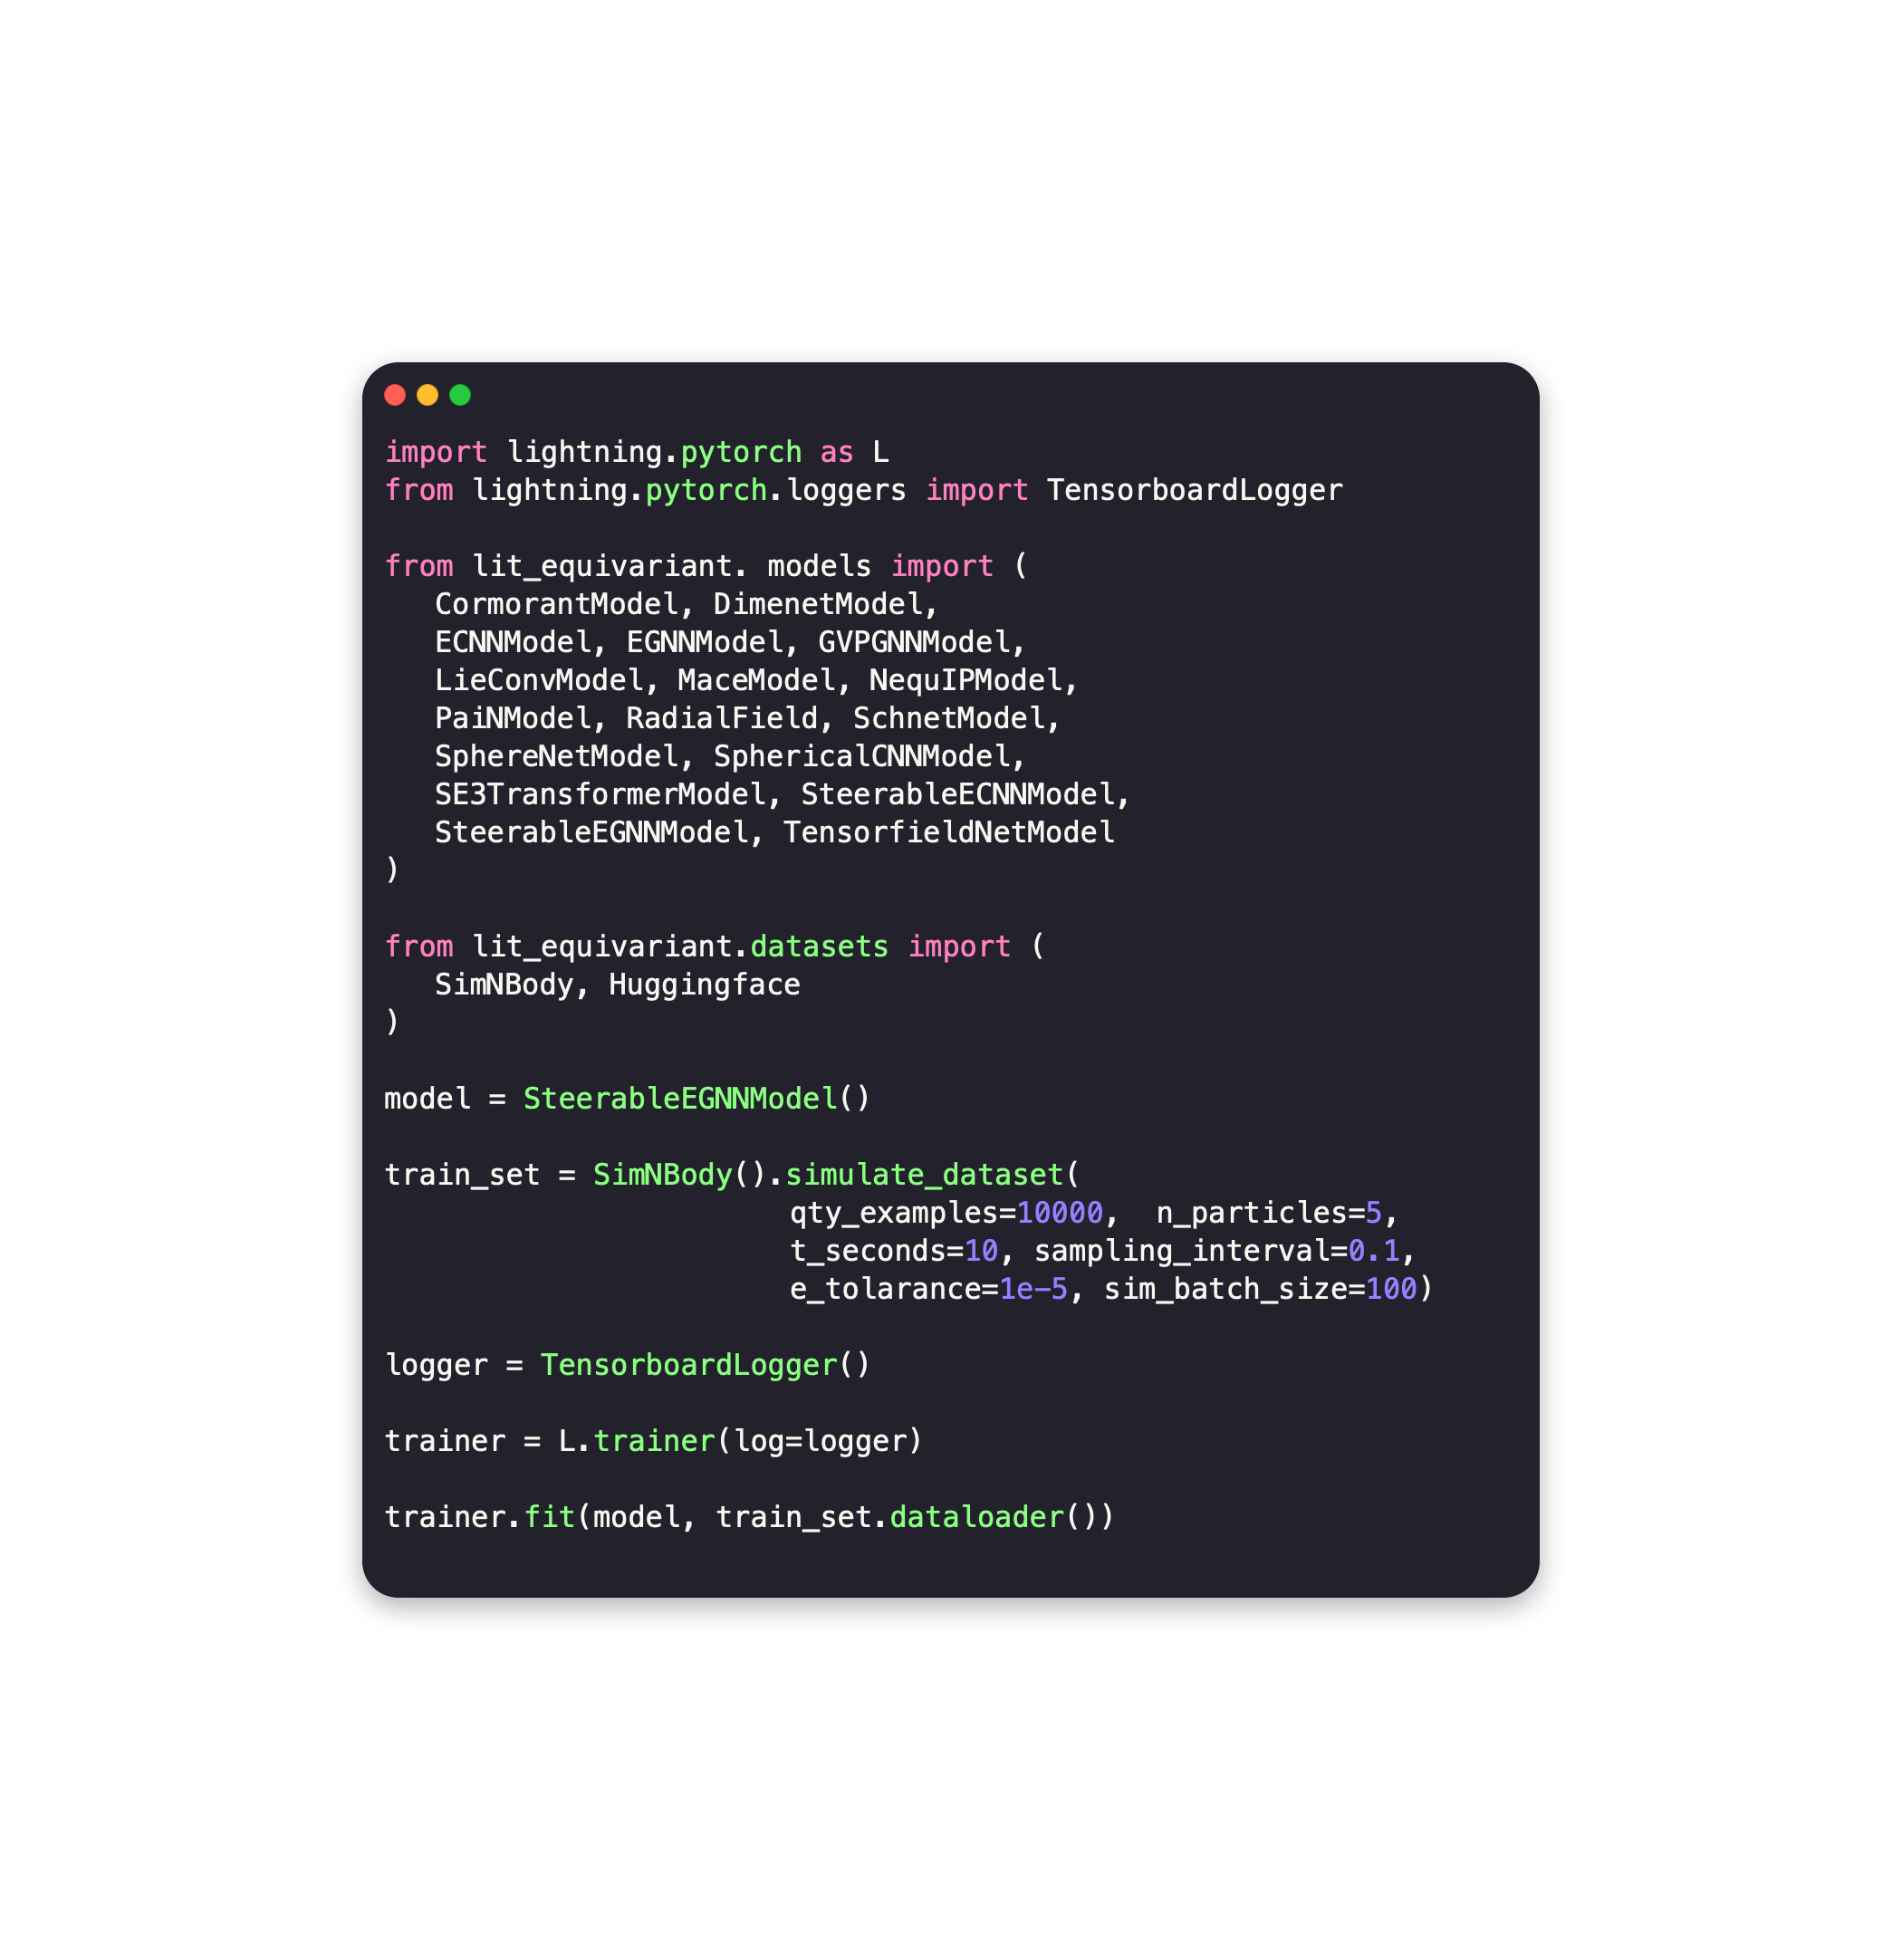 import lightning.pytorch as L
from lightning.pytorch.loggers import TensorboardLogger
from lit_equivariant. models import (
CormorantModel, DimenetModel,
ECNNModel, EGNNModel, GVPGNNModel,
LieConvModel, MaceModel, NequIPModel,
PaiNModel, RadialField, SchnetModel,
SphereNetModel, SphericalCNNModel,
SE3TransformerModel, SteerableECNNModel,
SteerableEGNNModel, TensorfieldNetModel
)
from lit_equivariant.datasets import (
SimNBody, Huggingface
)
model = SteerableEGNNModel()
train_set = SimNBody().simulate_dataset(
qty_examples=10000,  n_particles=5,
t_seconds=10, sampling_interval=0.1,
e_tolarance=1e-5, sim_batch_size=100)
logger = TensorboardLogger()
trainer = L.trainer(log=logger)
trainer.fit(model, train_set.dataloader())